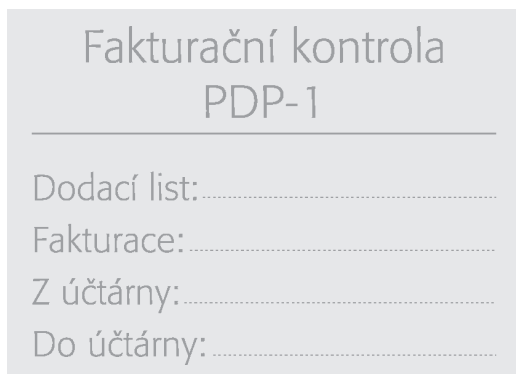 Fakturační kontrola
PDP-1
Dodací list:
Fakturace:
Z účtárny:
Do účtárny: